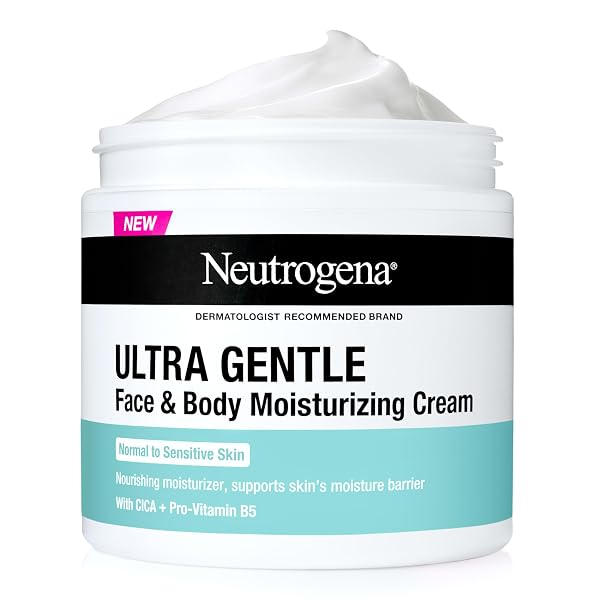 NEW
Neutrogena®
DERMATOLOGIST RECOMMENDED BRAND
ULTRA GENTLE
Face & Body Moisturizing Cream
Normal to Sensitive Skin
Nourishing moisturizer, supports skin's moisture barrier
With CICA + Pro-Vitamin B5